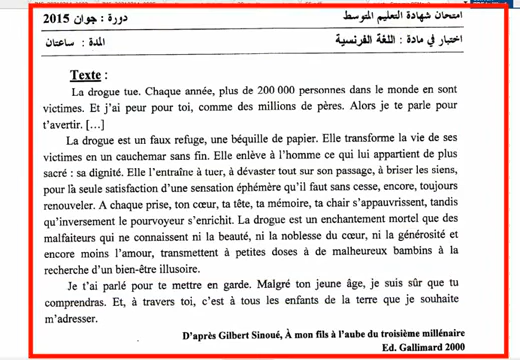 امتحان شهادة التعليم المتوسط
دورة : جوان 2015
اختبار في مادة : اللغة الفرنسية
المدة : ساعتان
Texte :
La drogue tue. Chaque année, plus de 200 000 personnes dans le monde en sont
victimes. Et j'ai peur pour toi, comme des millions de pères. Alors je te parle pour
t'avertir. […]
La drogue est un faux refuge, une béquille de papier. Elle transforme la vie de ses
victimes en un cauchemar sans fin. Elle enlève à l'homme ce qui lui appartient de plus
sacré : sa dignité. Elle l'entraîne à tuer, à dévaster tout sur son passage, à briser les siens,
pour la seule satisfaction d'une sensation éphémère qu'il faut sans cesse, encore, toujours
renouveler. A chaque prise, ton cœur, ta tête, ta mémoire, ta chair s'appauvrissent, tandis
qu'inversement le pourvoyeur s'enrichit. La drogue est un enchantement mortel que des
malfaiteurs qui ne connaissent ni la beauté, ni la noblesse du cœur, ni la générosité et
encore moins l'amour, transmettent à petites doses à de malheureux bambins à la
recherche d'un bien-être illusoire.
Je t'ai parlé pour te mettre en garde. Malgré ton jeune âge, je suis sûr que tu
comprendras. Et, à travers toi, c'est à tous les enfants de la terre que je souhaite
m'adresser.
D'après Gilbert Sinoué, À mon fils à l'aube du troisième millénaire
Ed. Gallimard 2000